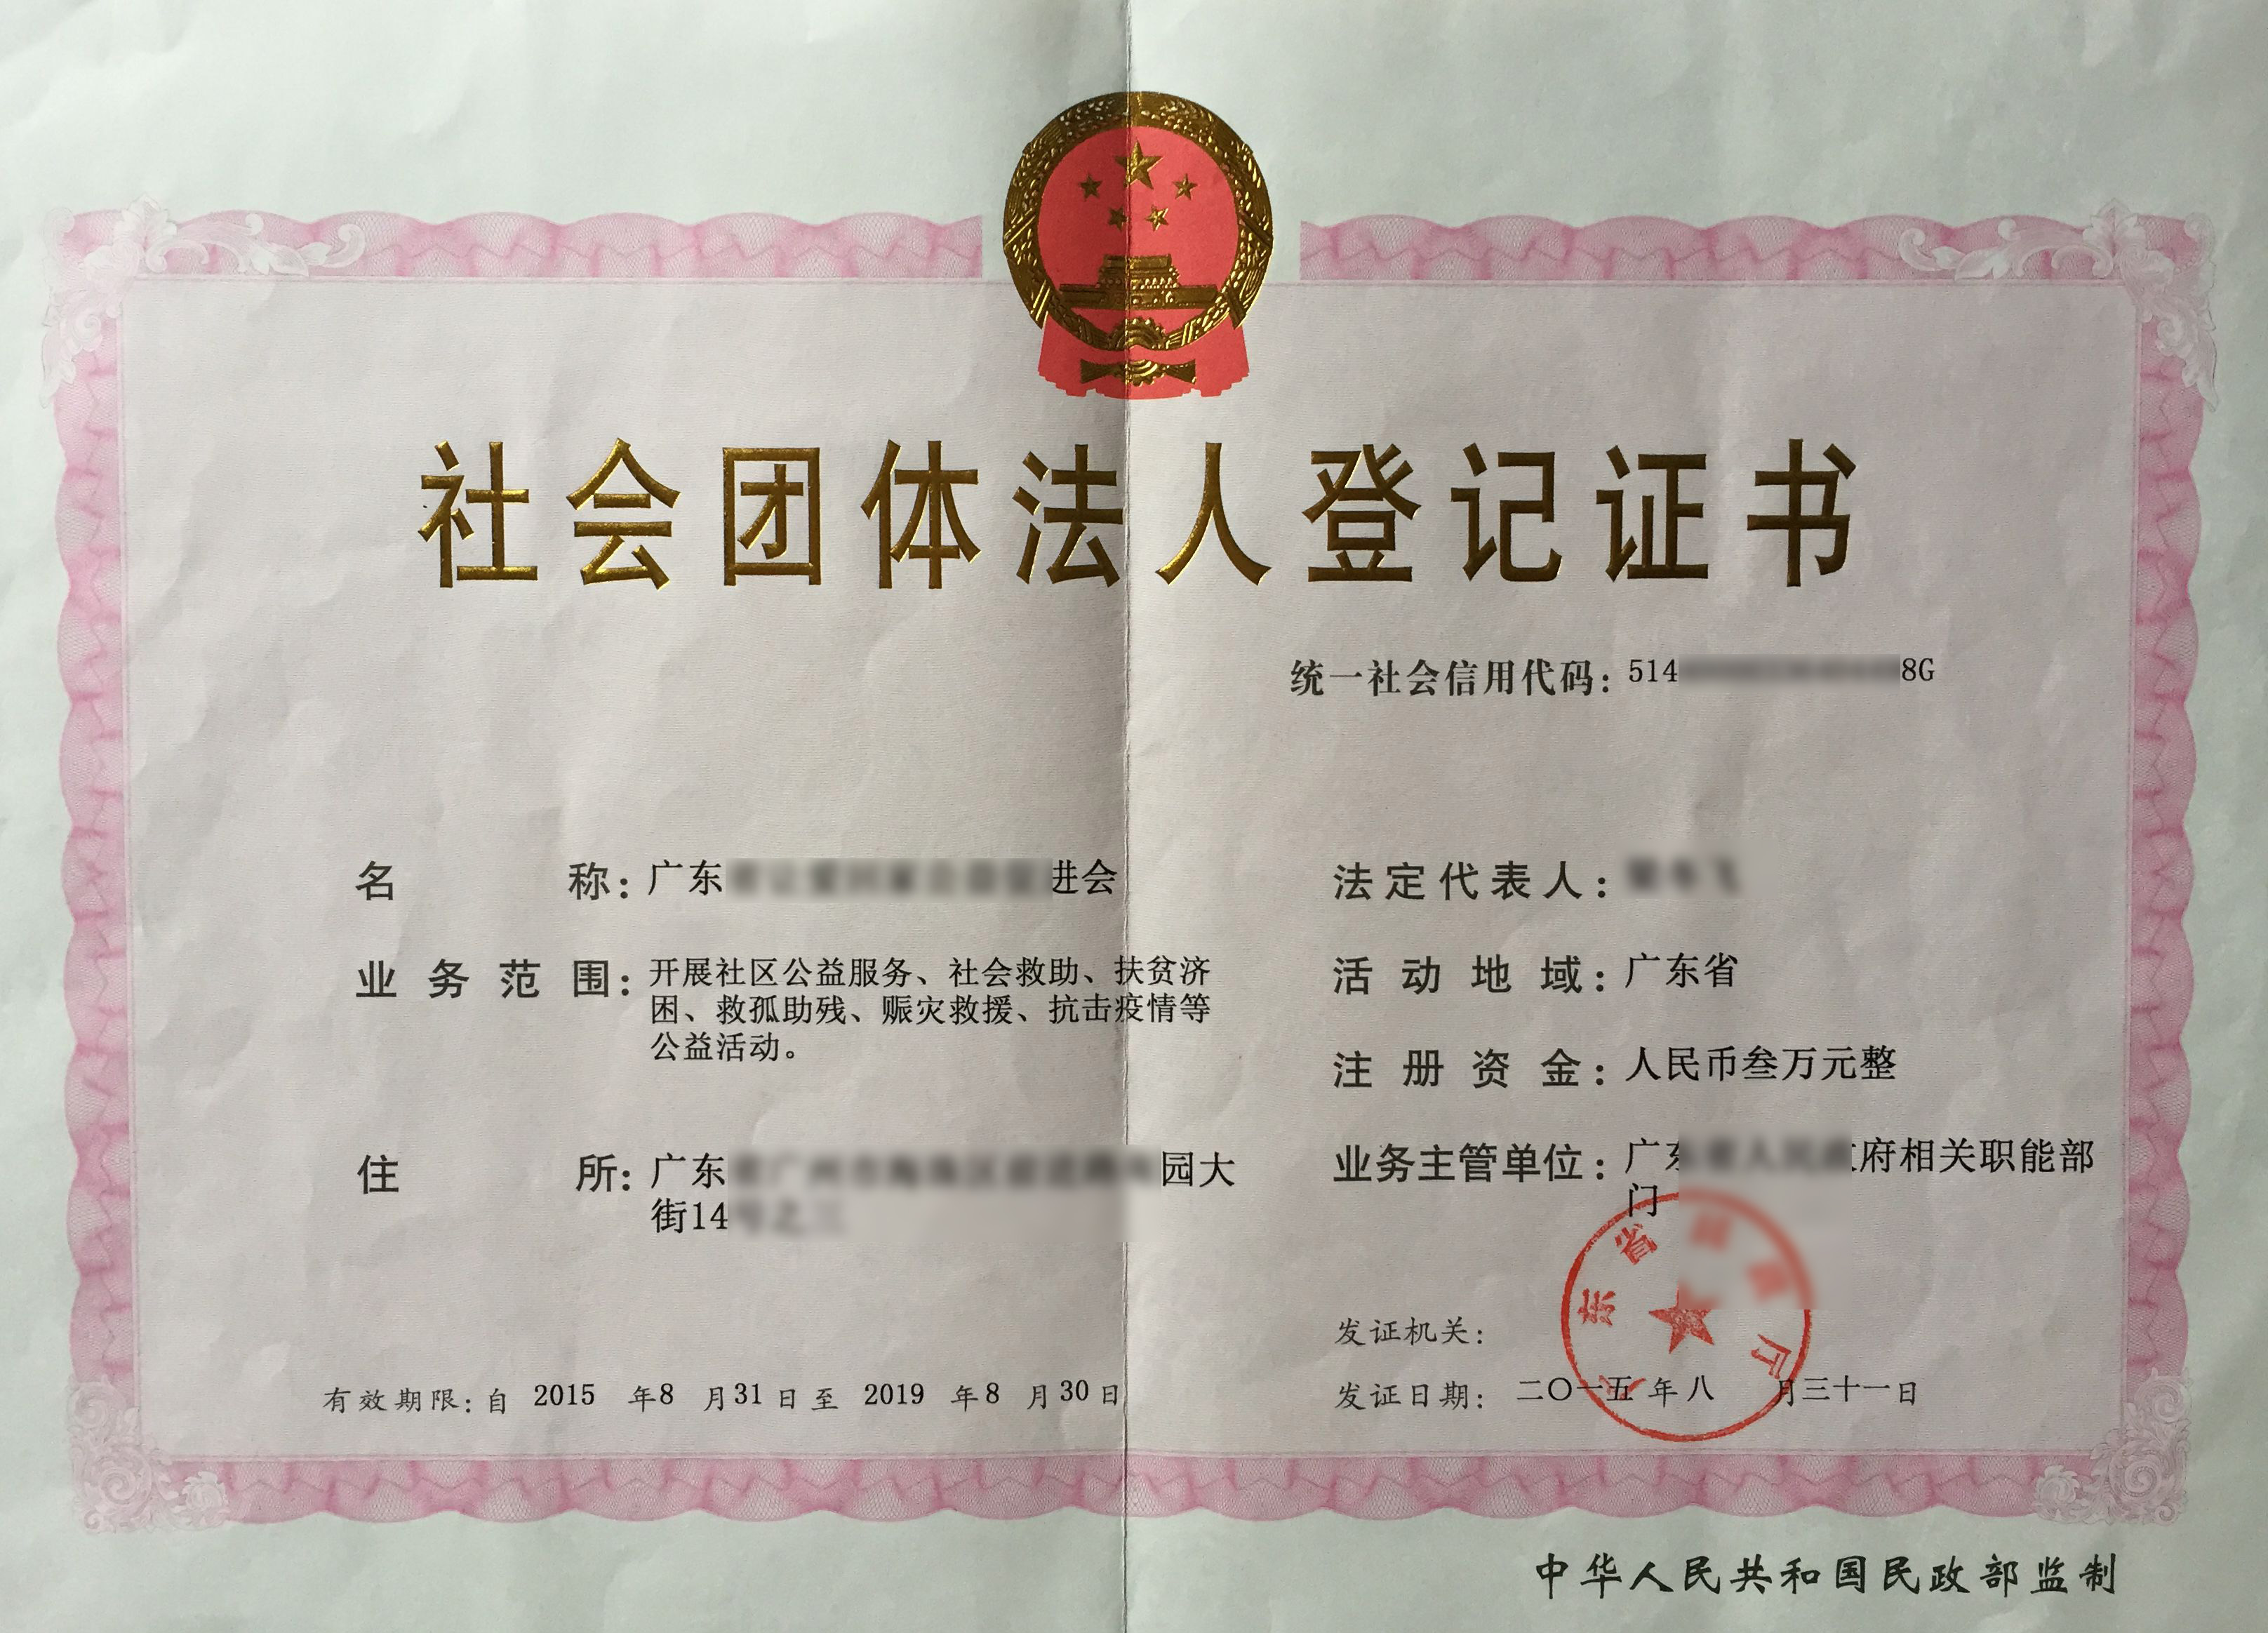 社会团体法人登记证书
统一社会信用代码：514 8G
名称：广东 进会
业务范围：开展社区公益服务、社会救助、扶贫济
困、救孤助残、赈灾救援、抗击疫情等
公益活动。
住所：广东 园大
街14
有效期限：自 2015 年8 月31日至 2019 年8 月30日
法定代表人：
活动地域：广东省
注册资金：人民币叁万元整
业务主管单位：广东 府相关职能部
门
东省 厅
发证机关：
发证日期：二〇一五年八 月三十一日
中华人民共和国民政部监制